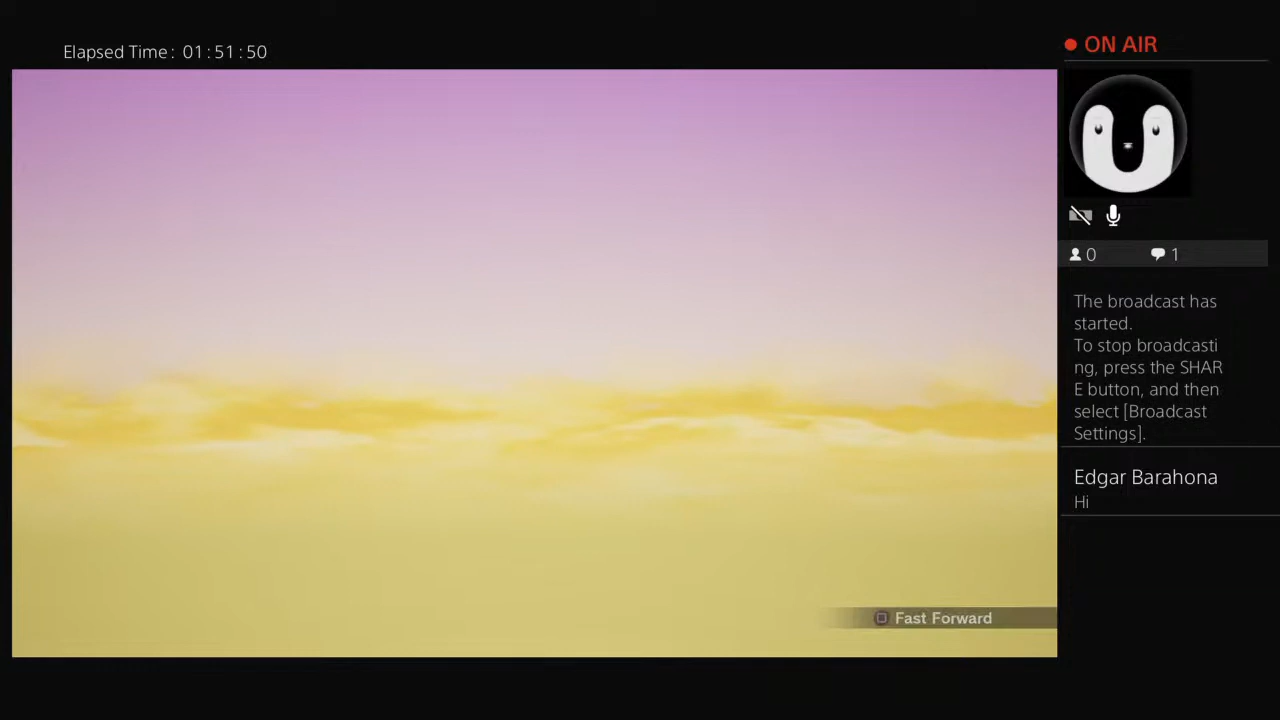 Elapsed Time: 01:51:50
ON AIR
0 1
The broadcast has
started.
To stop broadcasti
ng, press the SHAR
E button, and then
select [Broadcast
Settings].
Edgar Barahona
Hi
Fast Forward